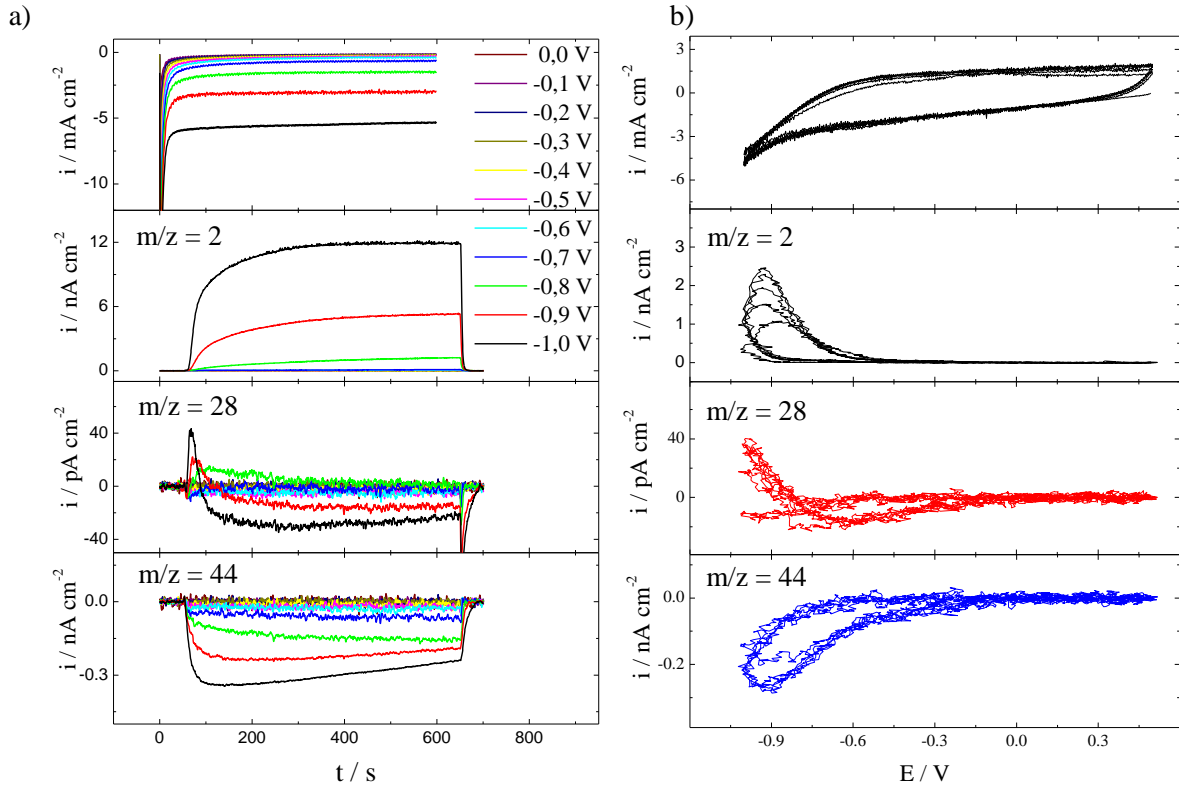 a)
i / mA cm-2
0
-5
-10
0,0 V
-0,1 V
-0,2 V
-0,3 V
-0,4 V
-0,5 V
m/z = 2
i / nA cm-2
12
6
0
-0,6 V
-0,7 V
-0,8 V
-0,9 V
-1,0 V
m/z = 28
i / pA cm-2
40
0
-40
m/z = 44
i / nA cm-2
0.0
-0.3
0 200 400 600 800
t / s
b)
i / mA cm-2
3
0
-3
-6
m/z = 2
i / nA cm-2
3
2
1
0
m/z = 28
i / pA cm-2
40
0
m/z = 44
i / nA cm-2
0.0
-0.2
-0.4
-0.9 -0.6 -0.3 0.0 0.3
E / V